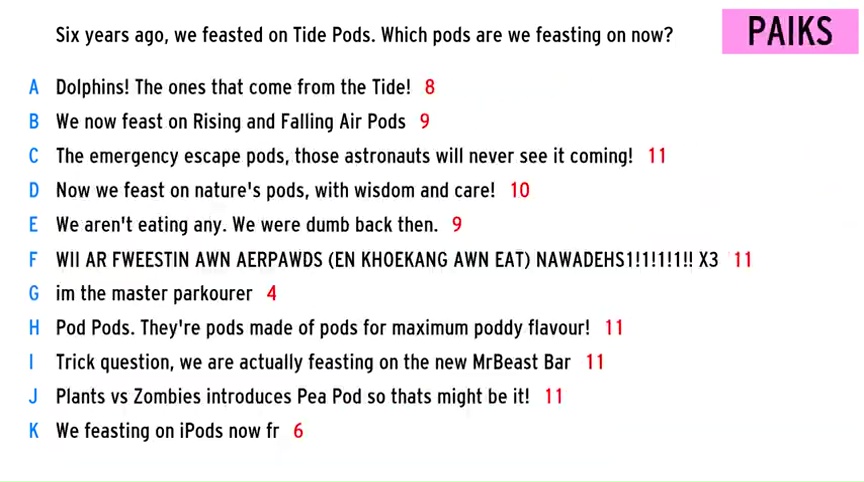 Six years ago, we feasted on Tide Pods. Which pods are we feasting on now?
PAIKS
A Dolphins! The ones that come from the Tide! 8
B We now feast on Rising and Falling Air Pods 9
C The emergency escape pods, those astronauts will never see it coming! 11
D Now we feast on nature's pods, with wisdom and care! 10
E We aren't eating any. We were dumb back then. 9
F WII AR FWEESTIN AWN AERPAWDS (EN KHOEKANG AWN EAT) NAWADEHS1!1!1!1!! X3 11
G im the master parkourer 4
H Pod Pods. They're pods made of pods for maximum poddy flavour! 11
I Trick question, we are actually feasting on the new MrBeast Bar 11
J Plants vs Zombies introduces Pea Pod so thats might be it! 11
K We feasting on iPods now fr 6